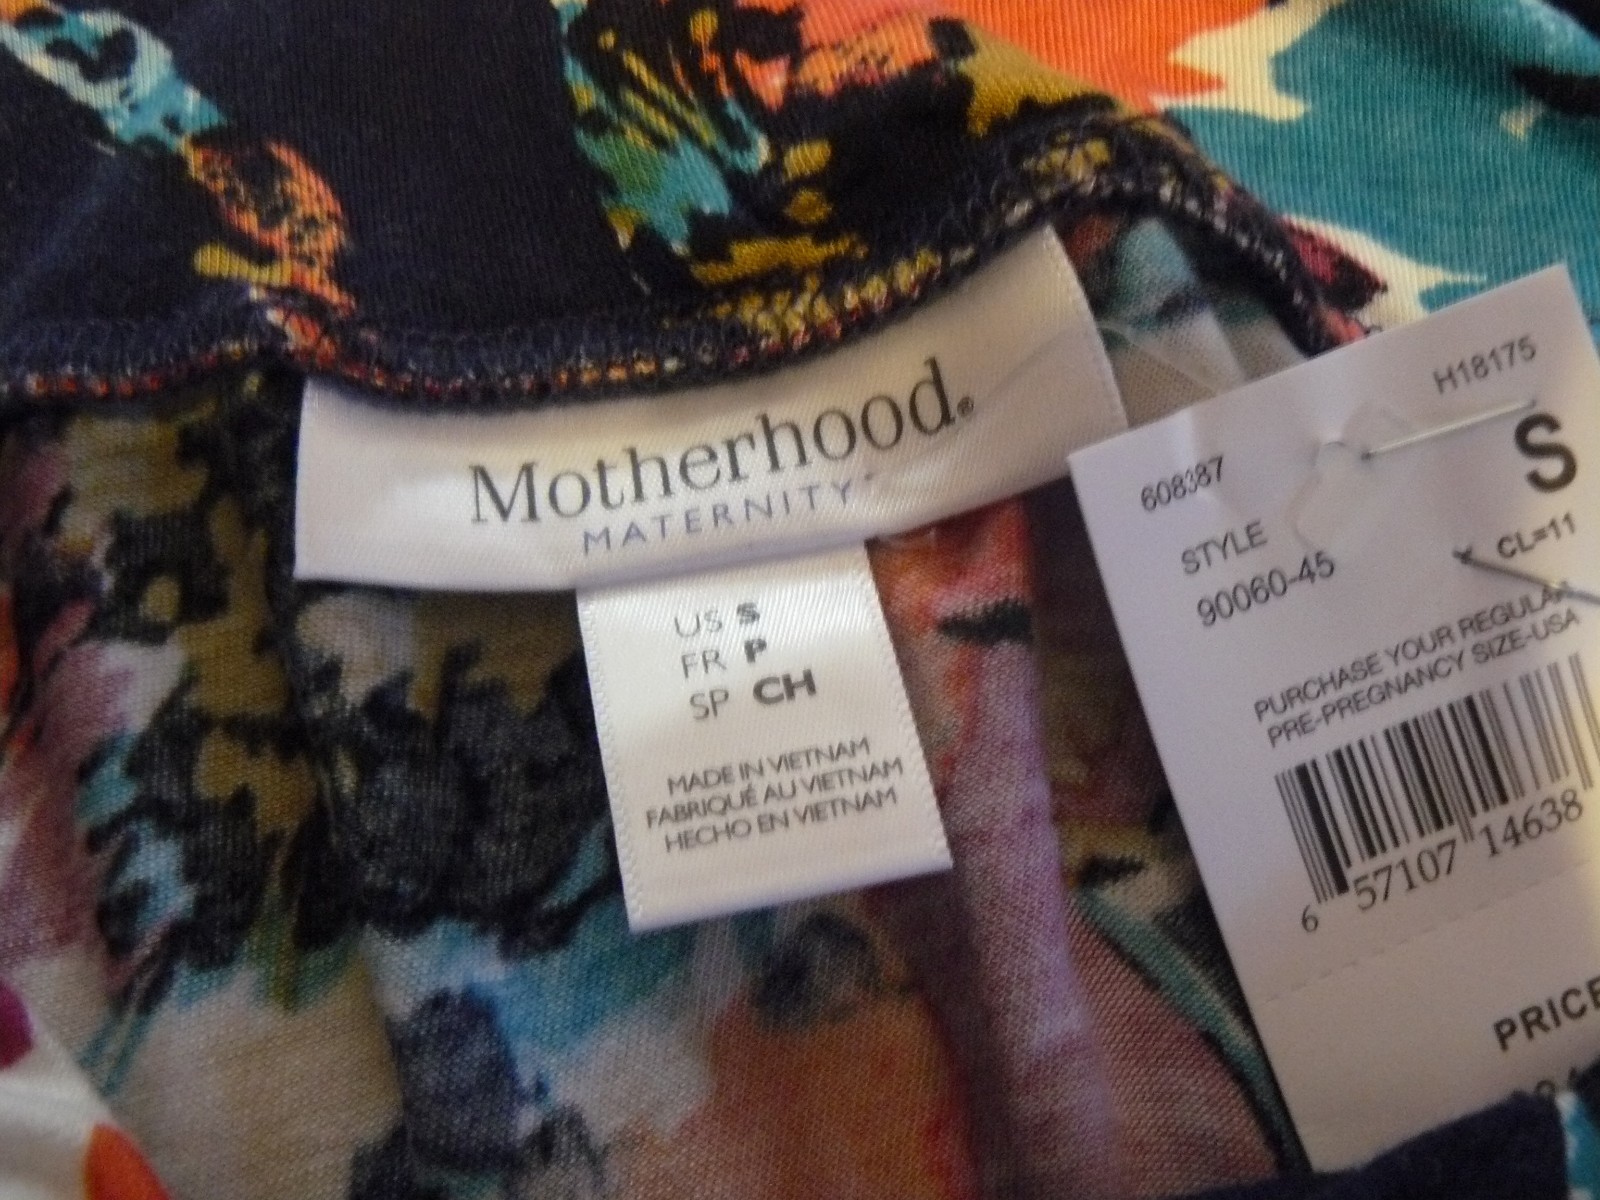 Motherhood®
MATERNITY
US S
FR P
SP CH
MADE IN VIETNAM
FABRIQUÉ AU VIETNAM
HECHO EN VIETNAM
H18175
608387
S
STYLE
CL=11
90060-45
PURCHASE YOUR REGULAR
PRE-PREGNANCY SIZE-USA
6 57107 14638
PRICE